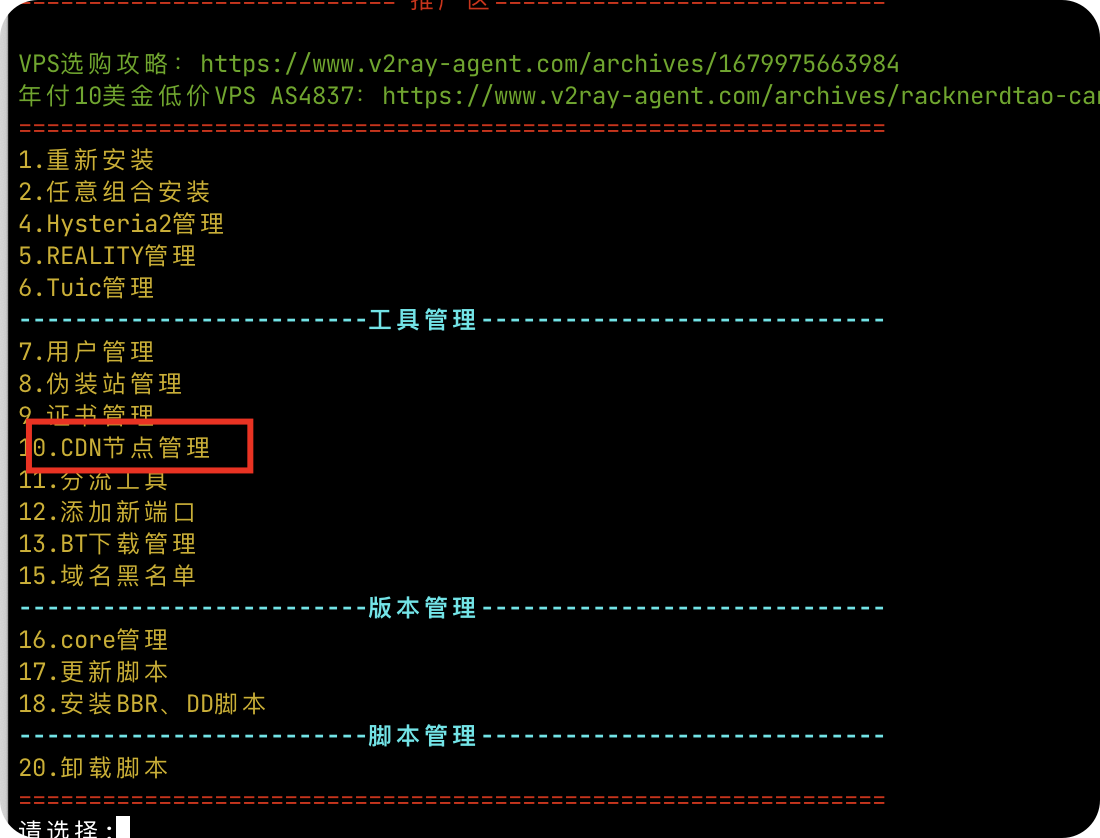 ------------------------- 推广区 ----------------------------
VPS选购攻略：https://www.v2ray-agent.com/archives/1679975663984
年付10美金低价VPS AS4837：https://www.v2ray-agent.com/archives/racknerdtao-can
==============================================================
1.重新安装
2.任意组合安装
4.Hysteria2管理
5.REALITY管理
6.Tuic管理
-------------------------工具管理-----------------------------
7.用户管理
8.伪装站管理
9.证书管理
10.CDN节点管理
11.分流工具
12.添加新端口
13.BT下载管理
15.域名黑名单
-------------------------版本管理-----------------------------
16.core管理
17.更新脚本
18.安装BBR、DD脚本
-------------------------脚本管理-----------------------------
20.卸载脚本
==============================================================
请选择: